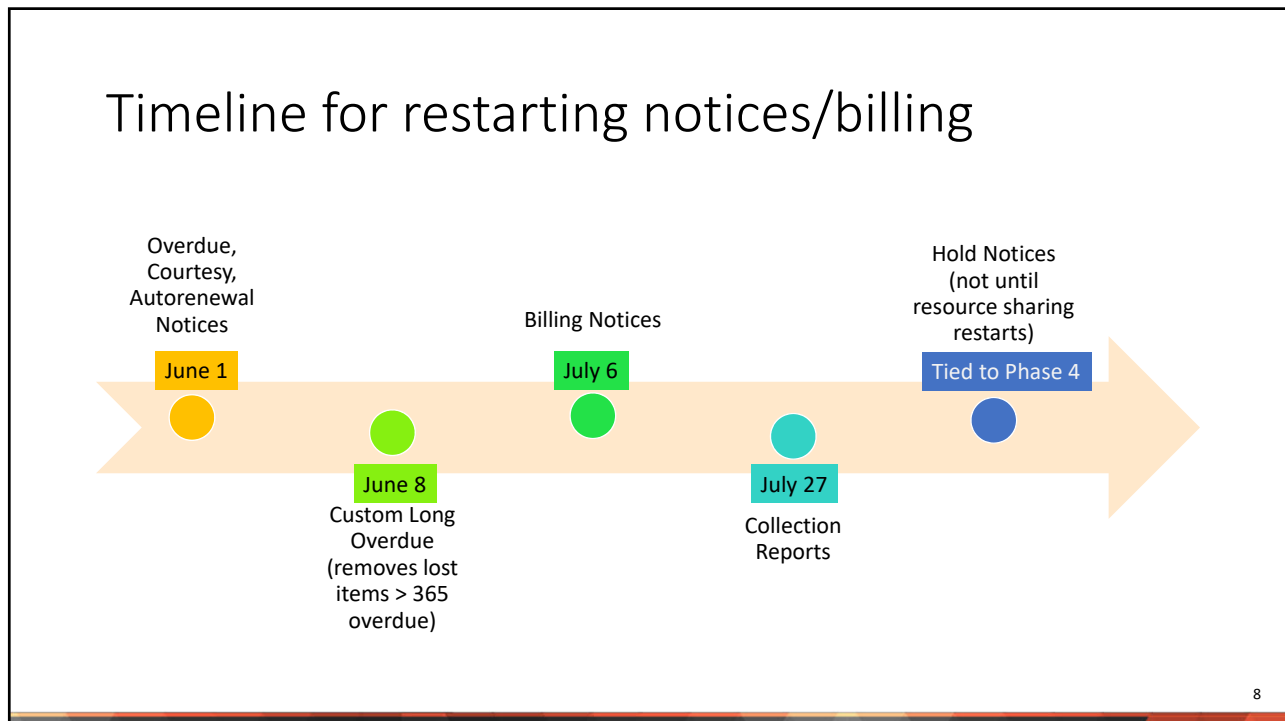 Timeline for restarting notices/billing
Overdue,
Courtesy,
Autorenewal
Notices
June 1
June 8
Custom Long
Overdue
(removes lost
items > 365
overdue)
Billing Notices
July 6
July 27
Collection
Reports
Hold Notices
(not until
resource sharing
restarts)
Tied to Phase 4
8